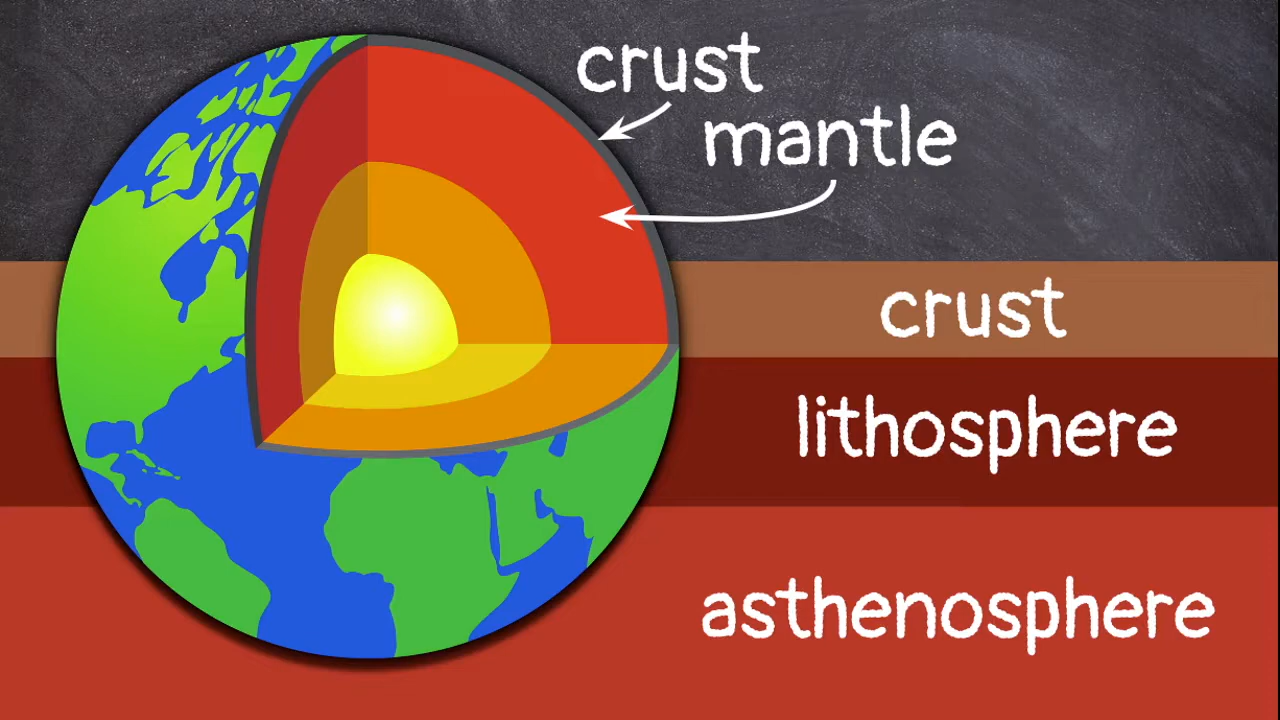 crust
mantle
crust
lithosphere
asthenosphere